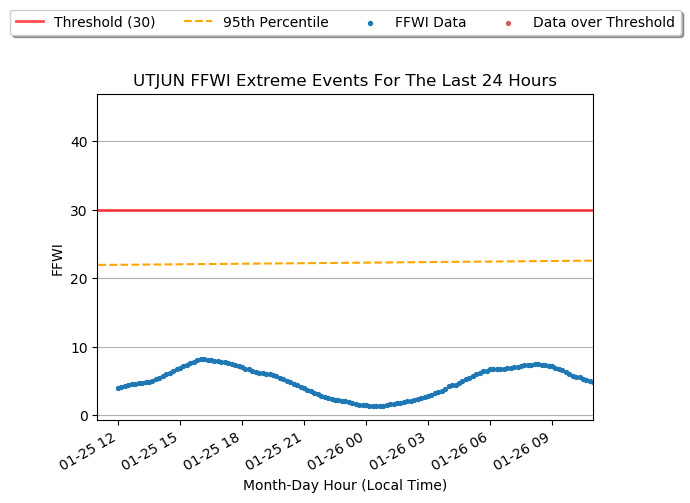 Threshold (30) 95th Percentile FFWI Data Data over Threshold
UTJUN FFWI Extreme Events For The Last 24 Hours
40
30
20
10
0
FFWI
01-25 12 01-25 15 01-25 18 01-25 21 01-26 00 01-26 03 01-26 06 01-26 09
Month-Day Hour (Local Time)